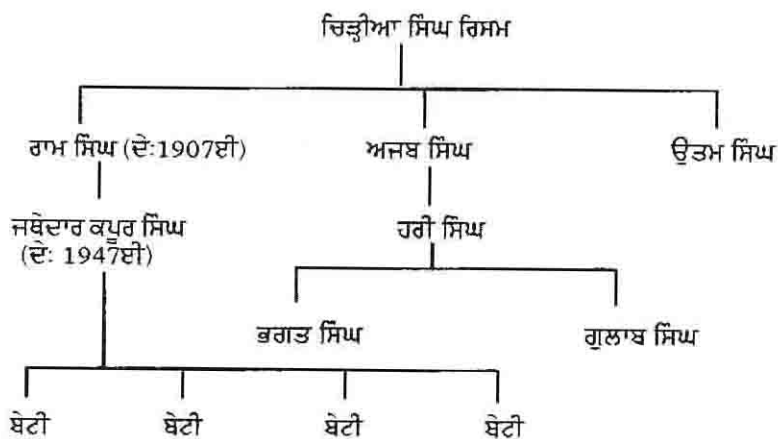 ਚਿੜੀਆ ਸਿੰਘ ਰਿਸਮ
ਰਾਮ ਸਿੰਘ (ਦੇ:1907ਈ)
ਅਜਬ ਸਿੰਘ
ਉਤਮ ਸਿੰਘ
ਜਥੇਦਾਰ ਕਪੂਰ ਸਿੰਘ
(ਦੇ: 1947ਈ)
ਹਰੀ ਸਿੰਘ
ਭਗਤ ਸਿੰਘ
ਗੁਲਾਬ ਸਿੰਘ
ਬੇਟੀ
ਬੇਟੀ
ਬੇਟੀ
ਬੇਟੀ